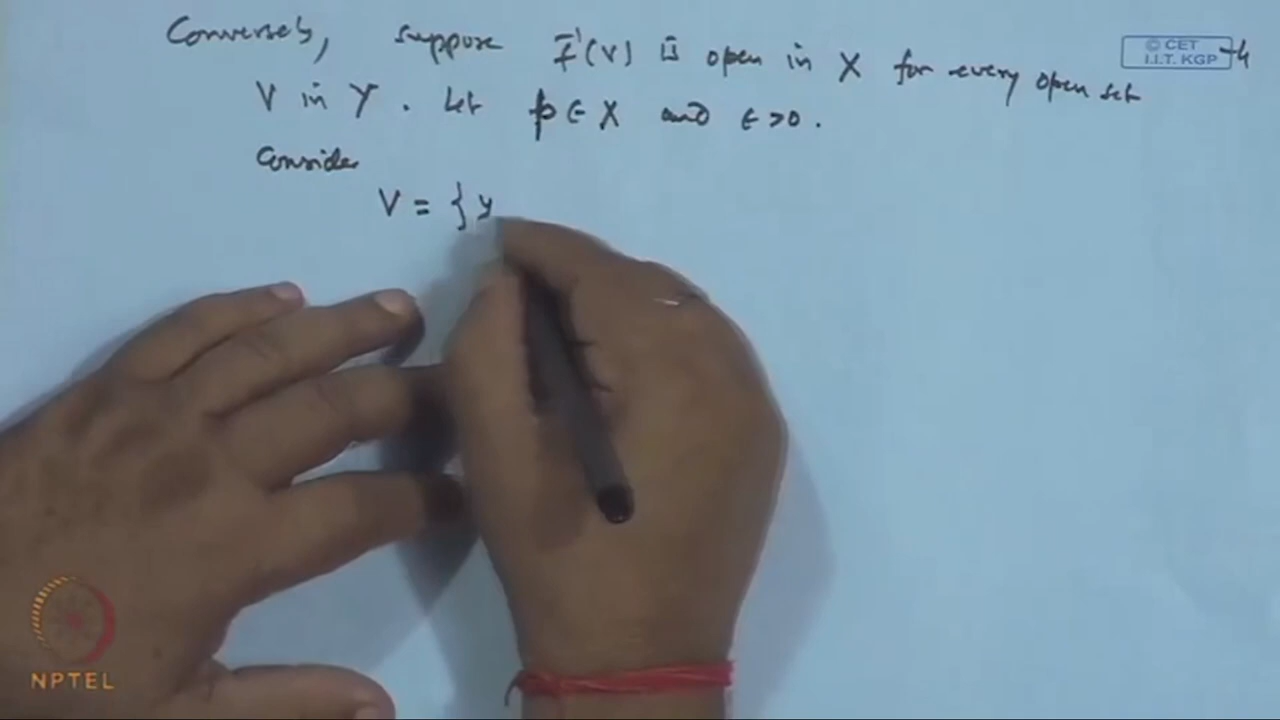 Conversely, suppose f⁻¹(V) is open in X for every open set
V in Y. Let p ∈ X and ε > 0.
Consider
V = { y
© CET
I.I.T. KGP
NPTEL